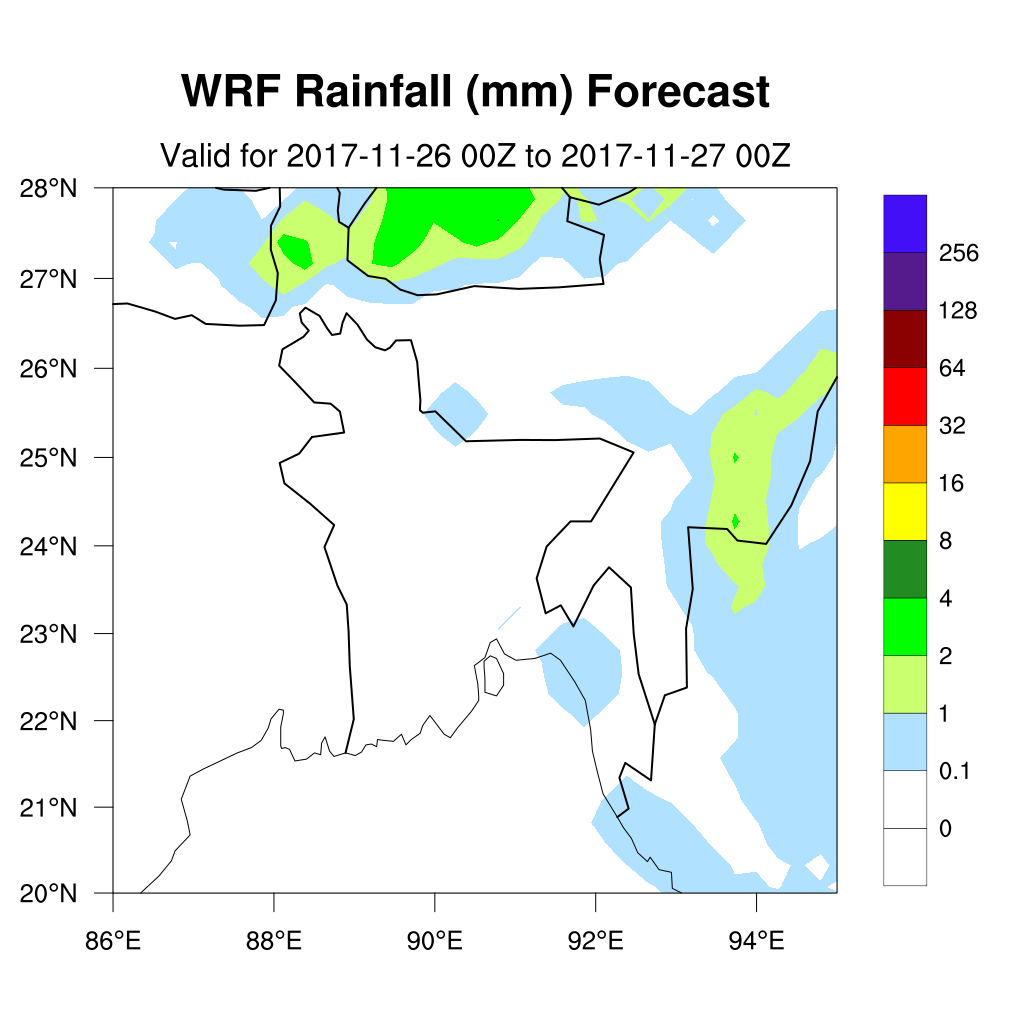 WRF Rainfall (mm) Forecast
Valid for 2017-11-26 00Z to 2017-11-27 00Z
28°N
27°N
26°N
25°N
24°N
23°N
22°N
21°N
20°N
86°E 88°E 90°E 92°E 94°E
256
128
64
32
16
8
4
2
1
0.1
0